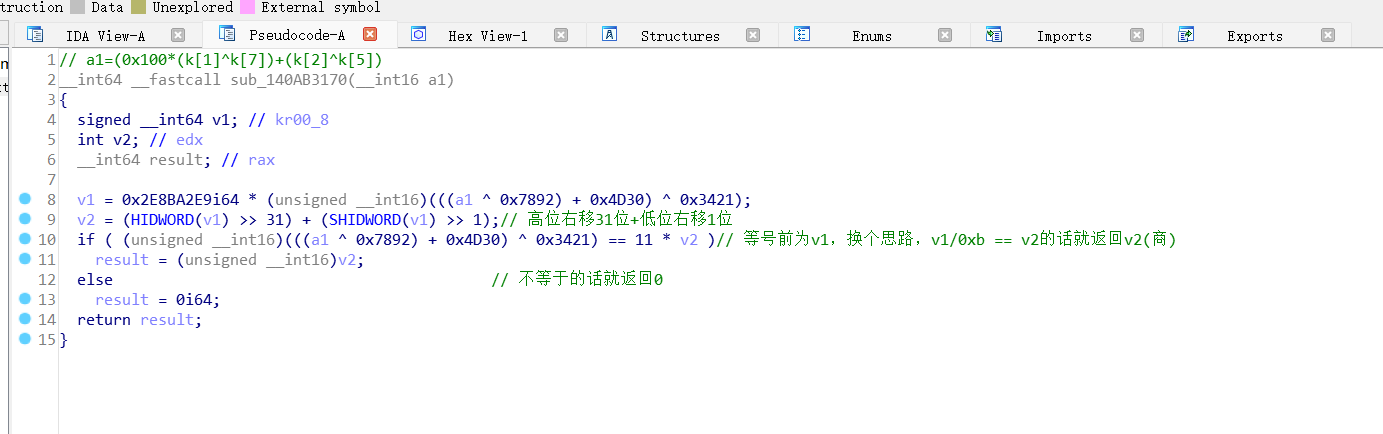 truction Data Unexplored External symbol
IDA View-A Pseudocode-A Hex View-1 Structures Enums Imports Exports
1 // a1=(0x100*(k[1]^k[7])+(k[2]^k[5])
2 __int64 __fastcall sub_140AB3170(__int16 a1)
3 {
4 signed __int64 v1; // kr00_8
5 int v2; // edx
6 __int64 result; // rax
7
8 v1 = 0x2E8BA2E9i64 * (unsigned __int16)(((a1 ^ 0x7892) + 0x4D30) ^ 0x3421);
9 v2 = (HIDWORD(v1) >> 31) + (SHIDWORD(v1) >> 1);// 高位右移31位+低位右移1位
10 if ( (unsigned __int16)(((a1 ^ 0x7892) + 0x4D30) ^ 0x3421) == 11 * v2 )// 等号前为v1，换个思路，v1/0xb == v2的话就返回v2(商)
11 result = (unsigned __int16)v2;
12 else // 不等于的话就返回0
13 result = 0i64;
14 return result;
15 }